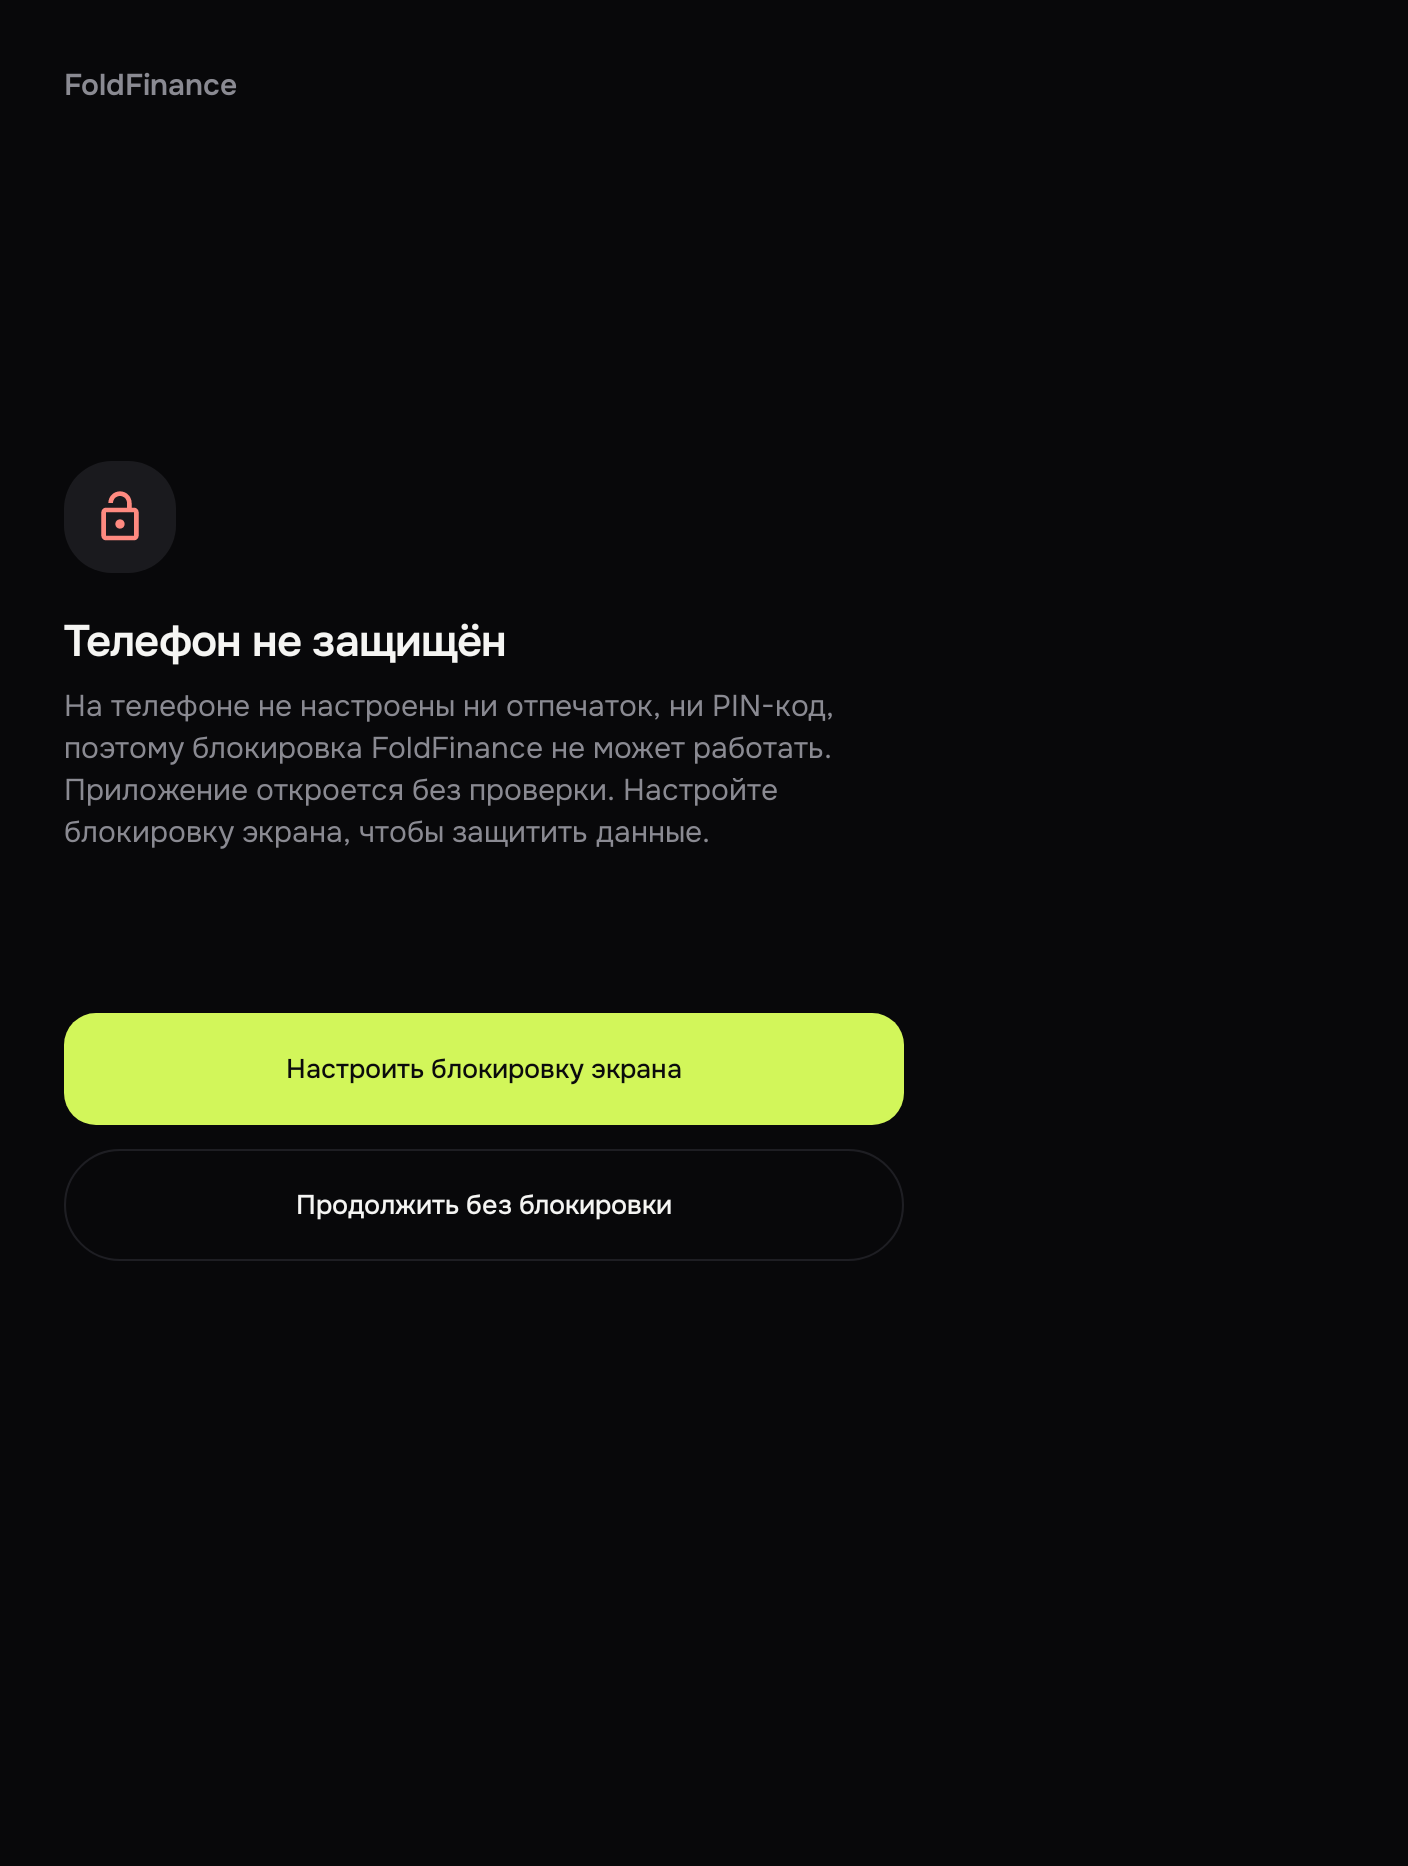 FoldFinance
Телефон не защищён
На телефоне не настроены ни отпечаток, ни PIN-код,
поэтому блокировка FoldFinance не может работать.
Приложение откроется без проверки. Настройте
блокировку экрана, чтобы защитить данные.
Настроить блокировку экрана
Продолжить без блокировки